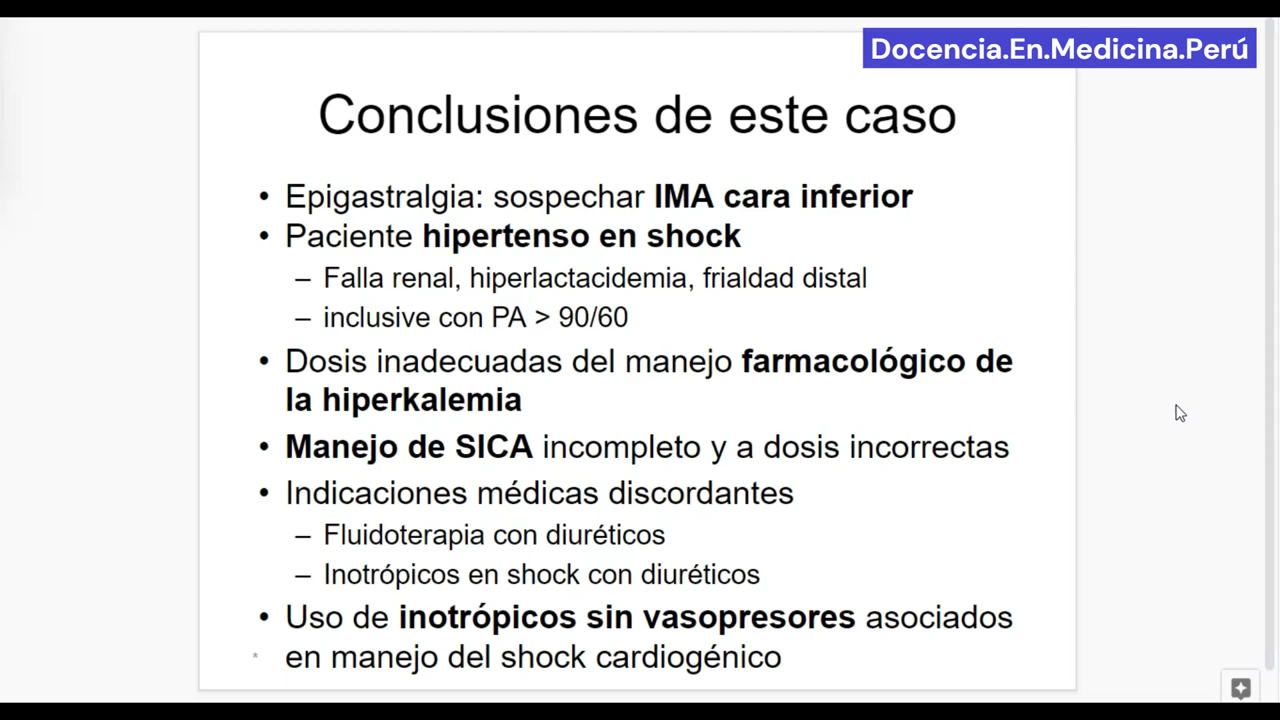 Docencia.En.Medicina.Perú
Conclusiones de este caso
• Epigastralgia: sospechar IMA cara inferior
• Paciente hipertenso en shock
– Falla renal, hiperlactacidemia, frialdad distal
– inclusive con PA > 90/60
• Dosis inadecuadas del manejo farmacológico de
la hiperkalemia
• Manejo de SICA incompleto y a dosis incorrectas
• Indicaciones médicas discordantes
– Fluidoterapia con diuréticos
– Inotrópicos en shock con diuréticos
• Uso de inotrópicos sin vasopresores asociados
* en manejo del shock cardiogénico